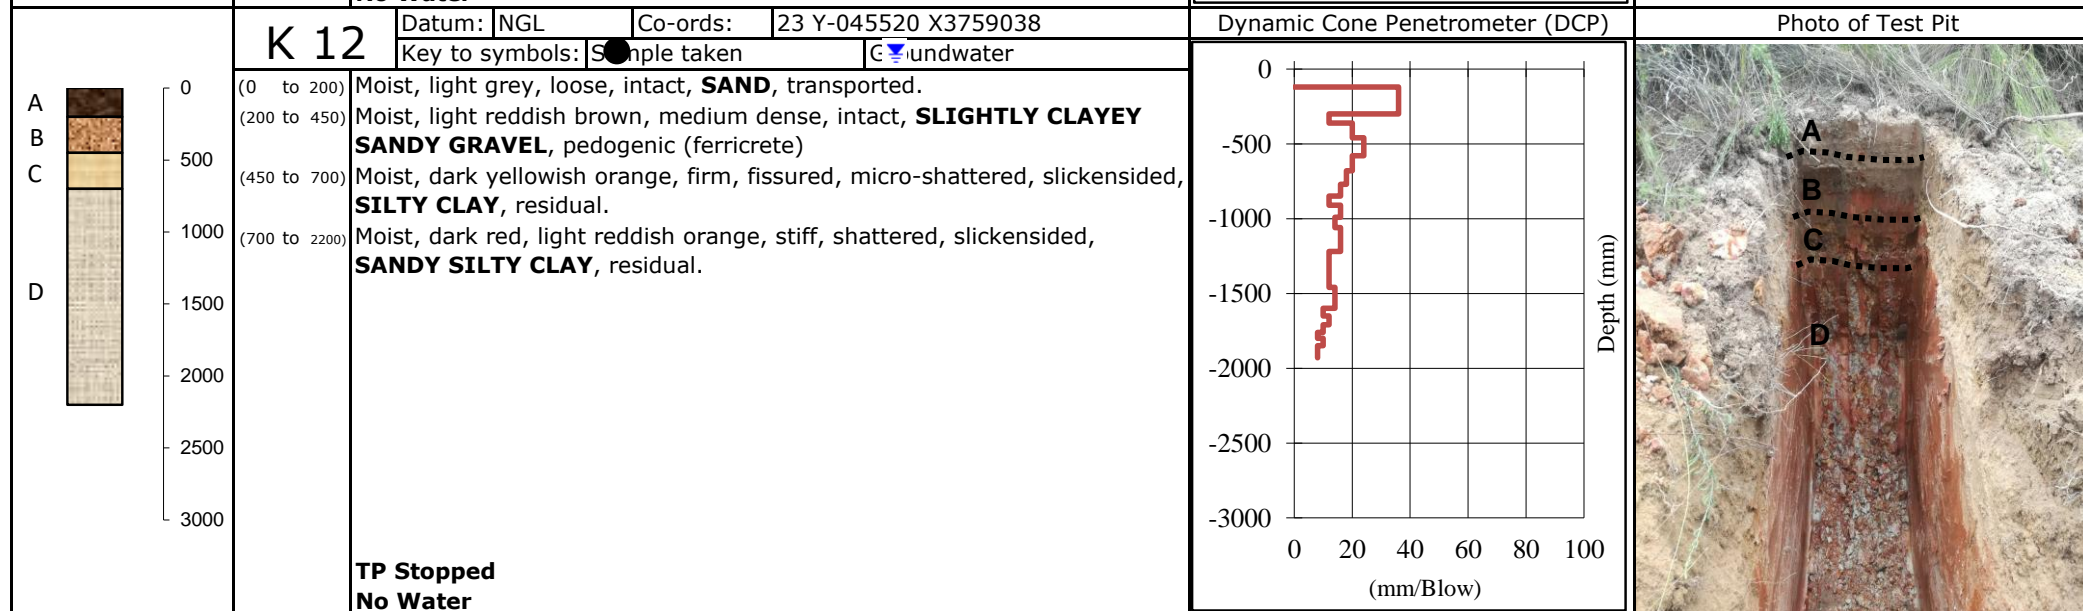 No Water
K 12
Datum: NGL Co-ords: 23 Y-045520 X3759038
Key to symbols: Sample taken Groundwater
Dynamic Cone Penetrometer (DCP)
Photo of Test Pit
(0 to 200) Moist, light grey, loose, intact, SAND, transported.
(200 to 450) Moist, light reddish brown, medium dense, intact, SLIGHTLY CLAYEY
SANDY GRAVEL, pedogenic (ferricrete)
(450 to 700) Moist, dark yellowish orange, firm, fissured, micro-shattered, slickensided,
SILTY CLAY, residual.
(700 to 2200) Moist, dark red, light reddish orange, stiff, shattered, slickensided,
SANDY SILTY CLAY, residual.
TP Stopped
No Water
A
B
C
D
0
500
1000
1500
2000
2500
3000
0
-500
-1000
-1500
-2000
-2500
-3000
0 20 40 60 80 100
(mm/Blow)
Depth (mm)
A
B
C
D